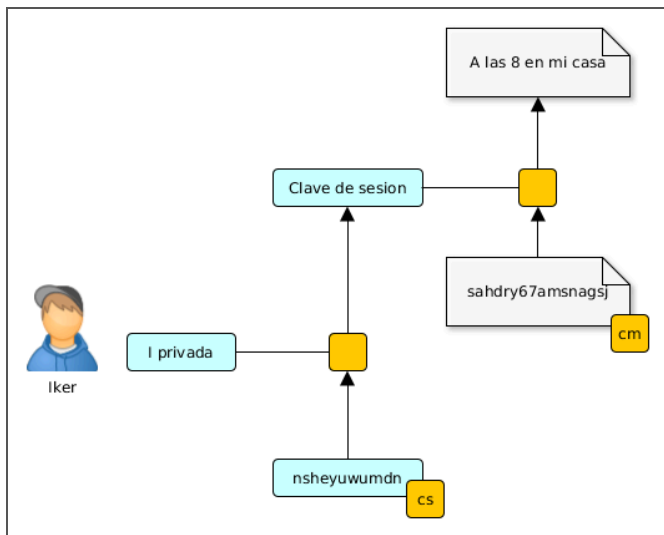 A las 8 en mi casa
Clave de sesion
sahdry67amsnagsj
cm
I privada
Iker
nsheyuwumdn
cs